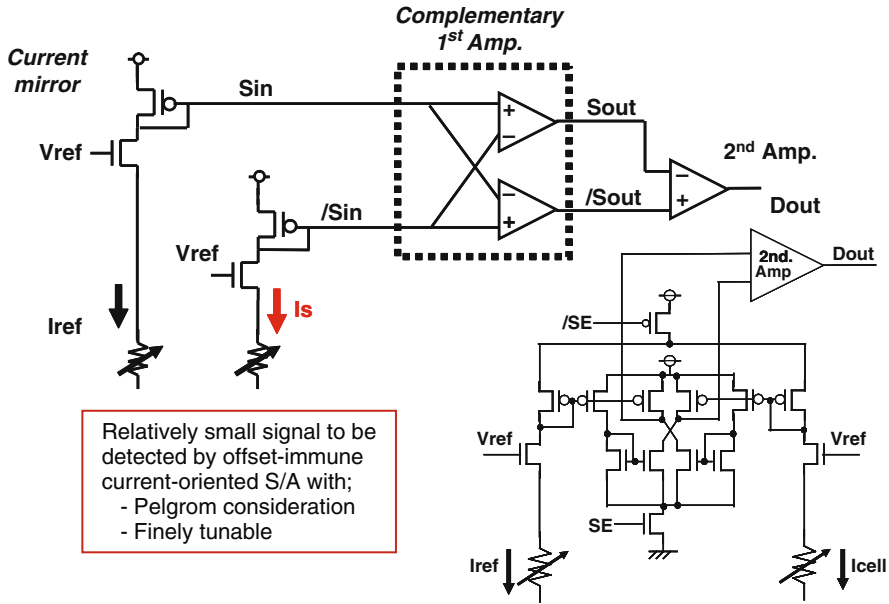 Complementary
1st Amp.
Current
mirror
Sin
Vref
Sout
2nd Amp.
/Sin
/Sout
Dout
Vref
Iref
Is
2nd.
Amp
Dout
/SE
Relatively small signal to be
detected by offset-immune
current-oriented S/A with;
- Pelgrom consideration
- Finely tunable
Vref
Vref
SE
Iref
Icell